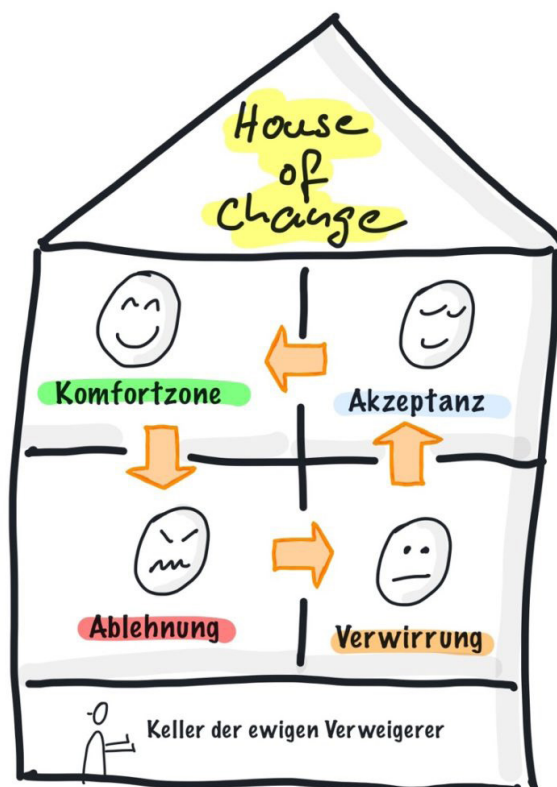 House
of
change
Komfortzone
Akzeptanz
Ablehnung
Verwirrung
Keller der ewigen Verweigerer